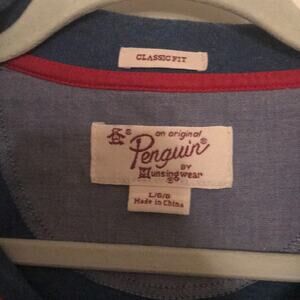 CLASSIC FIT
an original
Penguin
BY
Munsingwear
L/G/G
Made in China